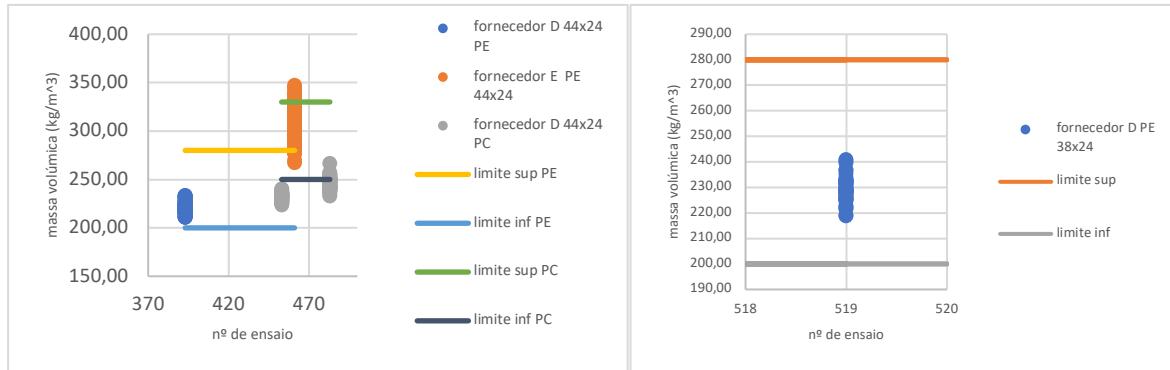 400,00
350,00
300,00
250,00
200,00
150,00
massa volúmica (kg/m^3)
370
420
470
nº de ensaio
fornecedor D 44x24
PE
fornecedor E PE
44x24
fornecedor D 44x24
PC
limite sup PE
limite inf PE
limite sup PC
limite inf PC
290,00
280,00
270,00
260,00
250,00
240,00
230,00
220,00
210,00
200,00
190,00
massa volúmica (kg/m^3)
518
519
520
nº de ensaio
fornecedor D PE
38x24
limite sup
limite inf